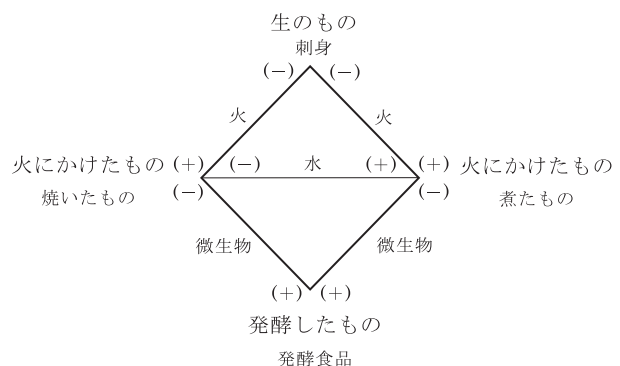 生のもの
刺身
(−) (−)
火 火
火にかけたもの (+) (−) 水 (+) (+) 火にかけたもの
焼いたもの (−) (−) 煮たもの
微生物 微生物
(+) (+)
発酵したもの
発酵食品